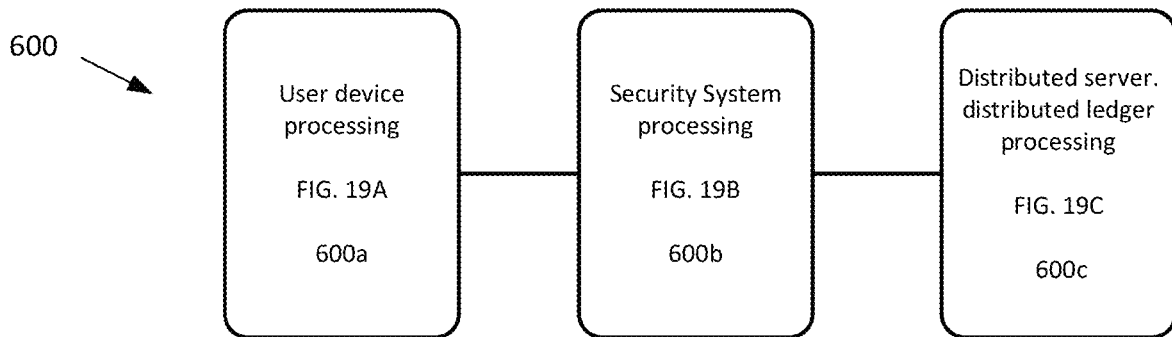 600
User device
processing
FIG. 19A
600a
Security System
processing
FIG. 19B
600b
Distributed server.
distributed ledger
processing
FIG. 19C
600c